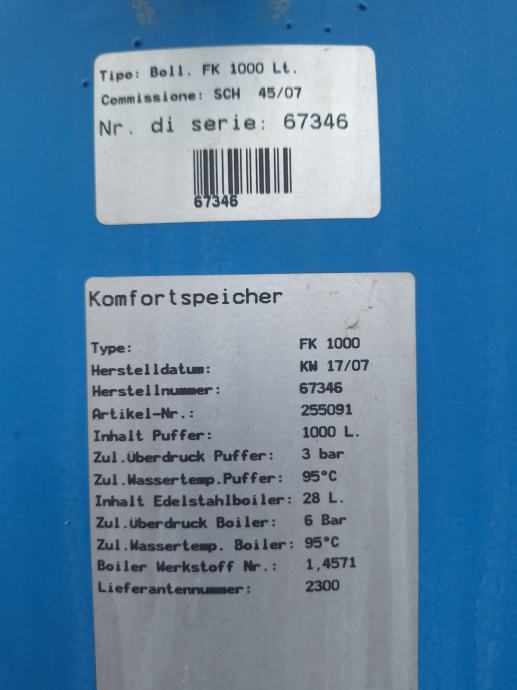 Tipo: Boll. FK 1000 Lt.
Commissione: SCH 45/07
Nr. di serie: 67346
67346
Komfortspeicher
Type: FK 1000
Herstelldatum: KW 17/07
Herstellnummer: 67346
Artikel-Nr.: 255091
Inhalt Puffer: 1000 L.
Zul.Überdruck Puffer: 3 bar
Zul.Wassertemp.Puffer: 95°C
Inhalt Edelstahlboiler: 28 L.
Zul.Überdruck Boiler: 6 Bar
Zul.Wassertemp. Boiler: 95°C
Boiler Werkstoff Nr.: 1,4571
Lieferantennummer: 2300